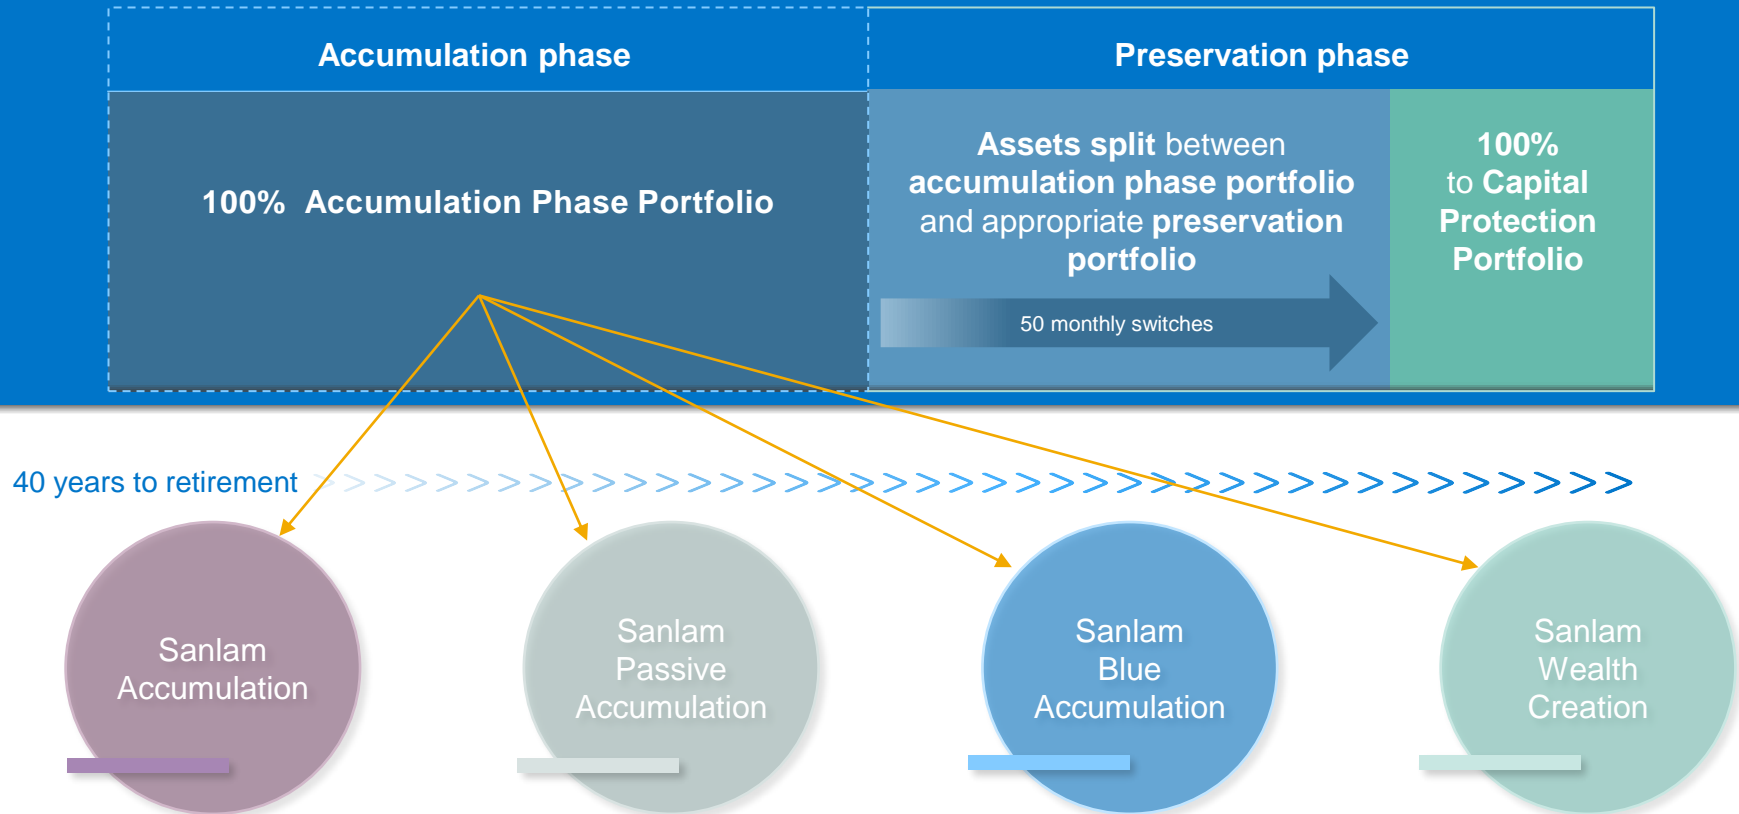 Accumulation phase
Preservation phase
100% Accumulation Phase Portfolio
Assets split between
accumulation phase portfolio
and appropriate preservation
portfolio
50 monthly switches
100%
to Capital
Protection
Portfolio
40 years to retirement
Sanlam
Accumulation
Sanlam
Passive
Accumulation
Sanlam
Blue
Accumulation
Sanlam
Wealth
Creation